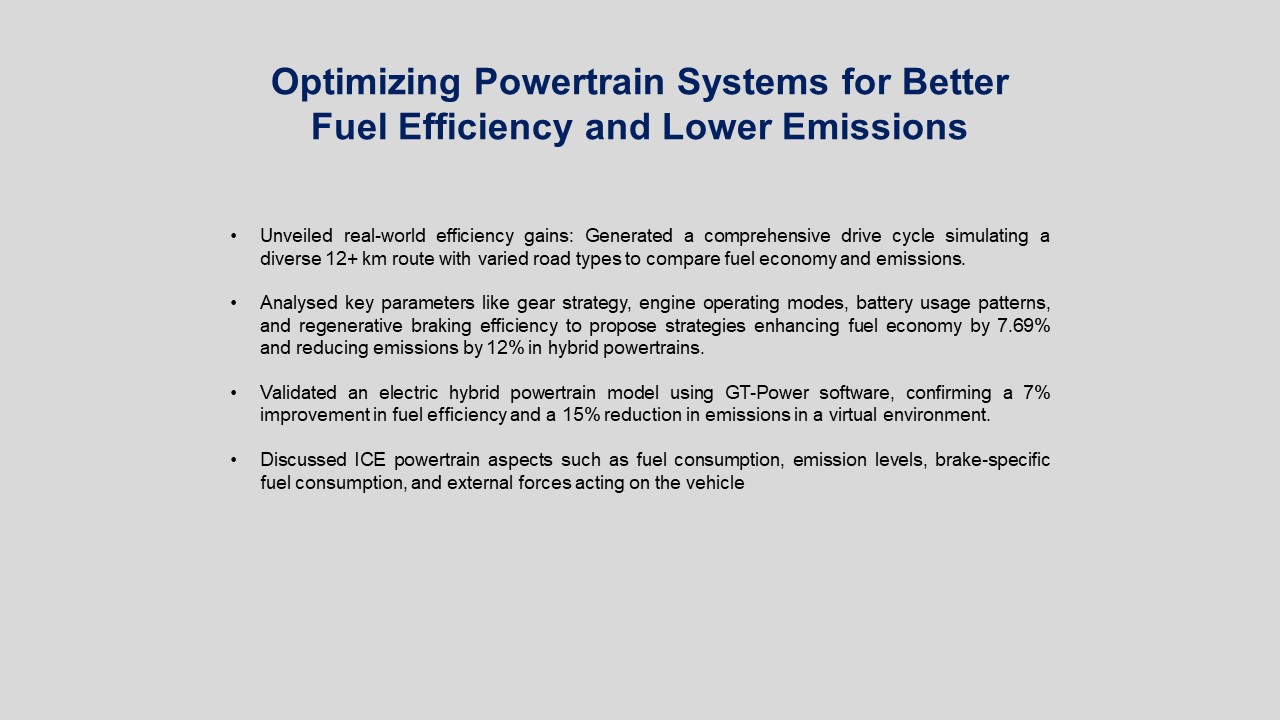 Optimizing Powertrain Systems for Better
Fuel Efficiency and Lower Emissions
• Unveiled real-world efficiency gains: Generated a comprehensive drive cycle simulating a
diverse 12+ km route with varied road types to compare fuel economy and emissions.
• Analysed key parameters like gear strategy, engine operating modes, battery usage patterns,
and regenerative braking efficiency to propose strategies enhancing fuel economy by 7.69%
and reducing emissions by 12% in hybrid powertrains.
• Validated an electric hybrid powertrain model using GT-Power software, confirming a 7%
improvement in fuel efficiency and a 15% reduction in emissions in a virtual environment.
• Discussed ICE powertrain aspects such as fuel consumption, emission levels, brake-specific
fuel consumption, and external forces acting on the vehicle